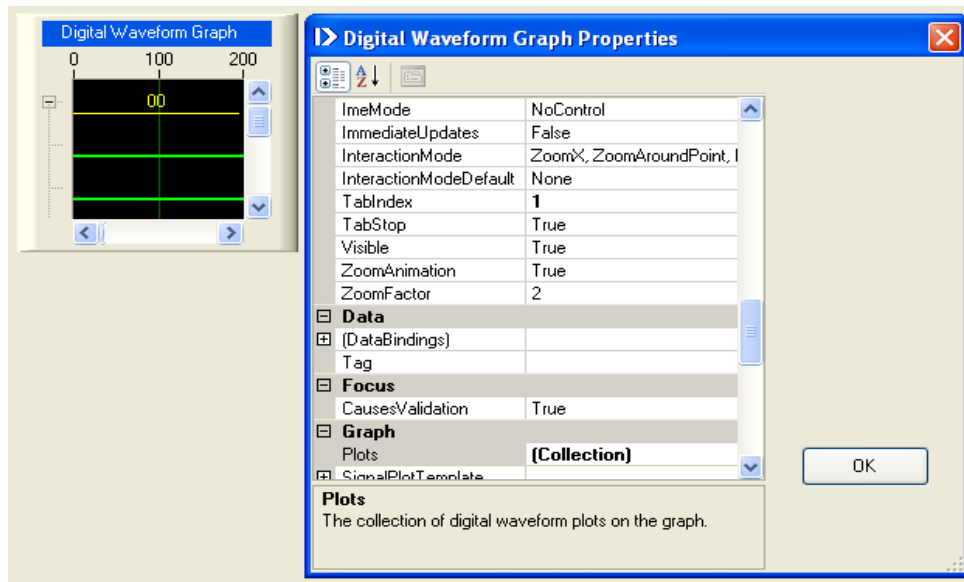 Digital Waveform Graph
0 100 200
00
Digital Waveform Graph Properties
ImeMode NoControl
ImmediateUpdates False
InteractionMode ZoomX, ZoomAroundPoint,
InteractionModeDefault None
TabIndex 1
TabStop True
Visible True
ZoomAnimation True
ZoomFactor 2
Data
(DataBindings)
Tag
Focus
CausesValidation True
Graph
Plots (Collection)
SignalPlotTemplate
OK
Plots
The collection of digital waveform plots on the graph.